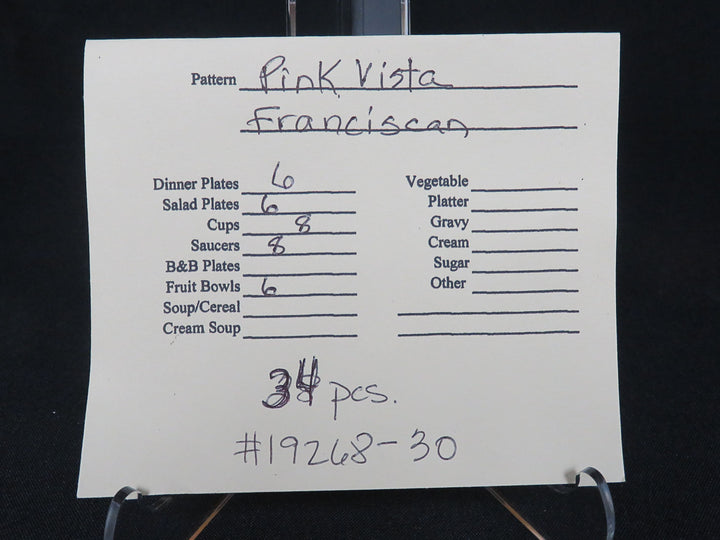 Pattern Pink Vista
Franciscan
Dinner Plates 6
Salad Plates 6
Cups 8
Saucers 8
B&B Plates
Fruit Bowls 6
Soup/Cereal
Cream Soup
Vegetable
Platter
Gravy
Cream
Sugar
Other
34 pcs.
#19268-30